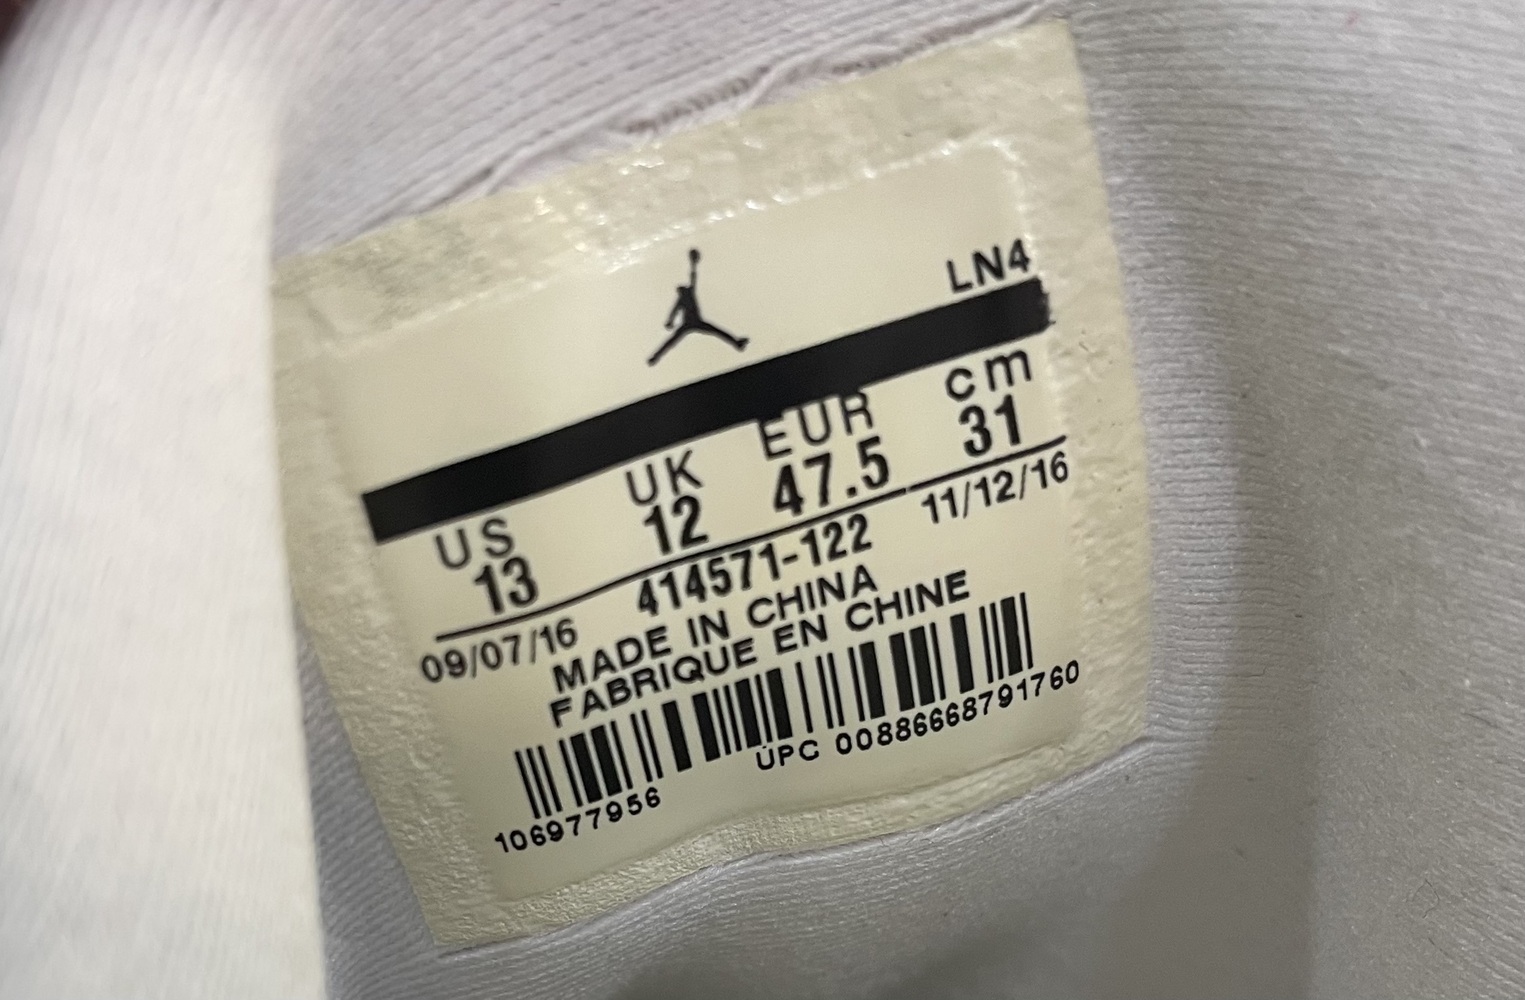 LN4
US UK EUR cm
13 12 47.5 31
09/07/16 414571-122 11/12/16
MADE IN CHINA
FABRIQUE EN CHINE
UPC 00886668791760
106977956